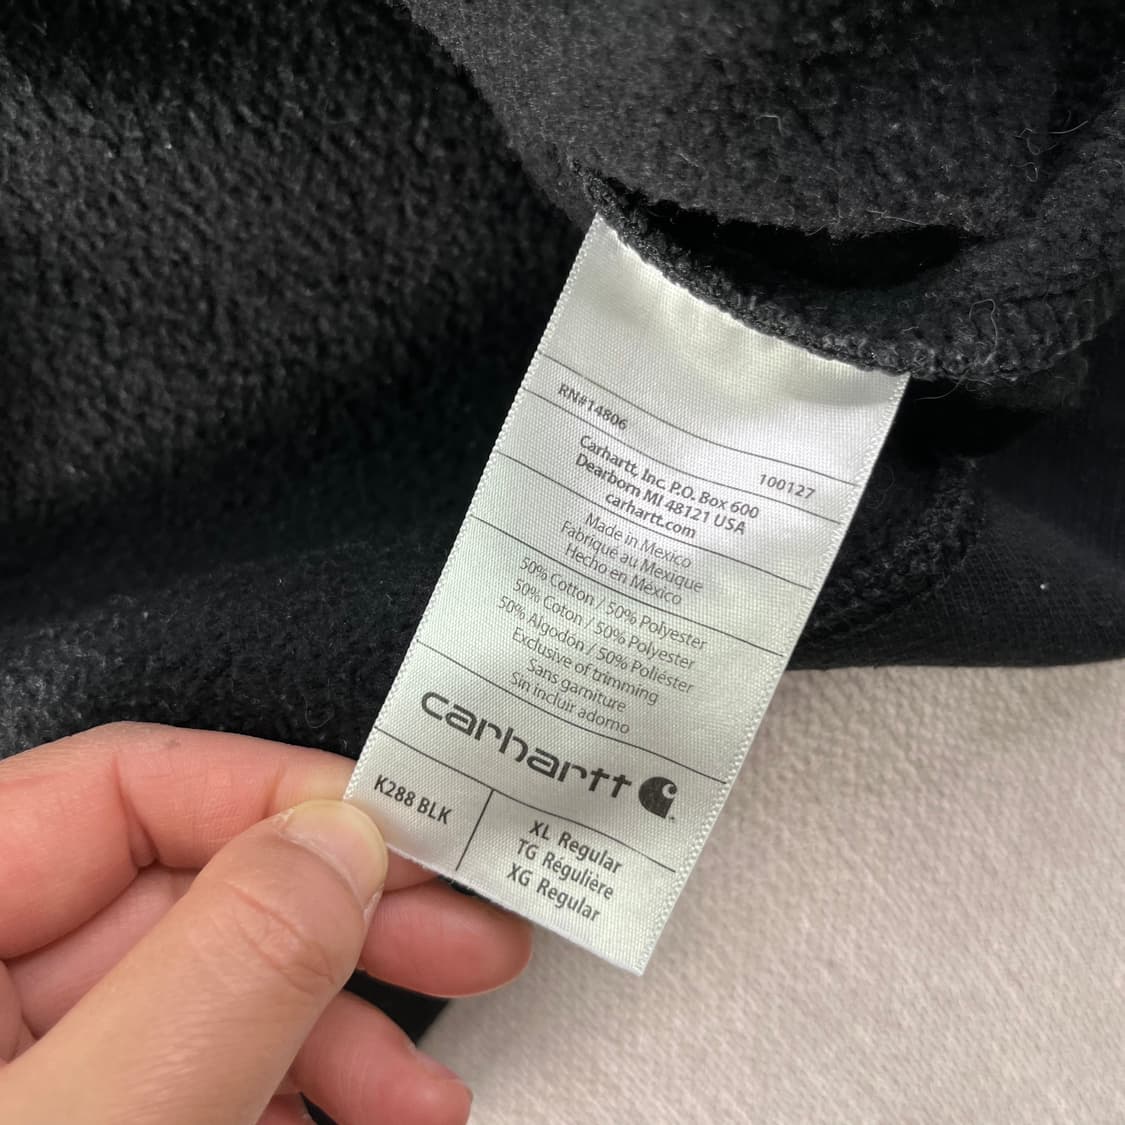 RN#14806 100127
Carhartt, Inc. P.O. Box 600
Dearborn MI 48121 USA
carhartt.com
Made in Mexico
Fabriqué au Mexique
Hecho en México
50% Cotton / 50% Polyester
50% Coton / 50% Polyester
50% Algodón / 50% Poliéster
Exclusive of trimming
Sans garniture
Sin incluir adorno
carhartt
K288 BLK
XL Regular
TG Régulière
XG Regular